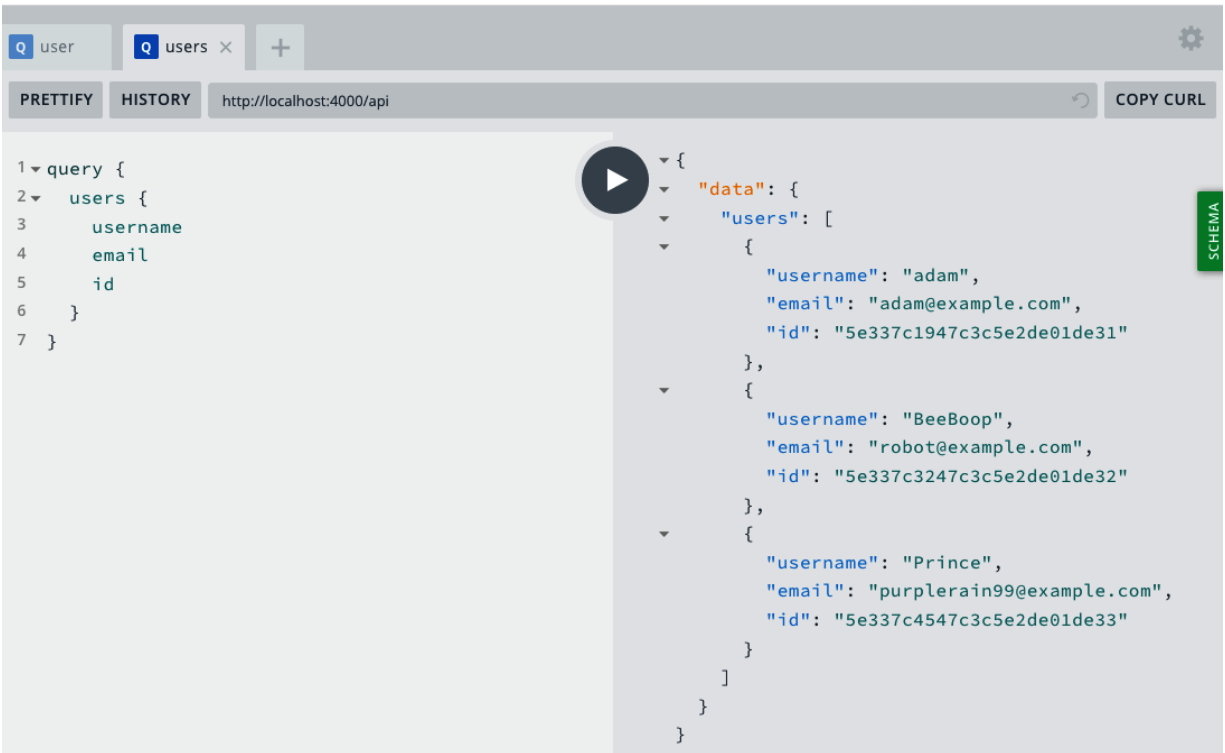 Q user Q users × +
PRETTIFY HISTORY http://localhost:4000/api COPY CURL
1 query {
2 users {
3 username
4 email
5 id
6 }
7 }
{
"data": {
"users": [
{
"username": "adam",
"email": "adam@example.com",
"id": "5e337c1947c3c5e2de01de31"
},
{
"username": "BeeBoop",
"email": "robot@example.com",
"id": "5e337c3247c3c5e2de01de32"
},
{
"username": "Prince",
"email": "purplerain99@example.com",
"id": "5e337c4547c3c5e2de01de33"
}
]
}
}
SCHEMA